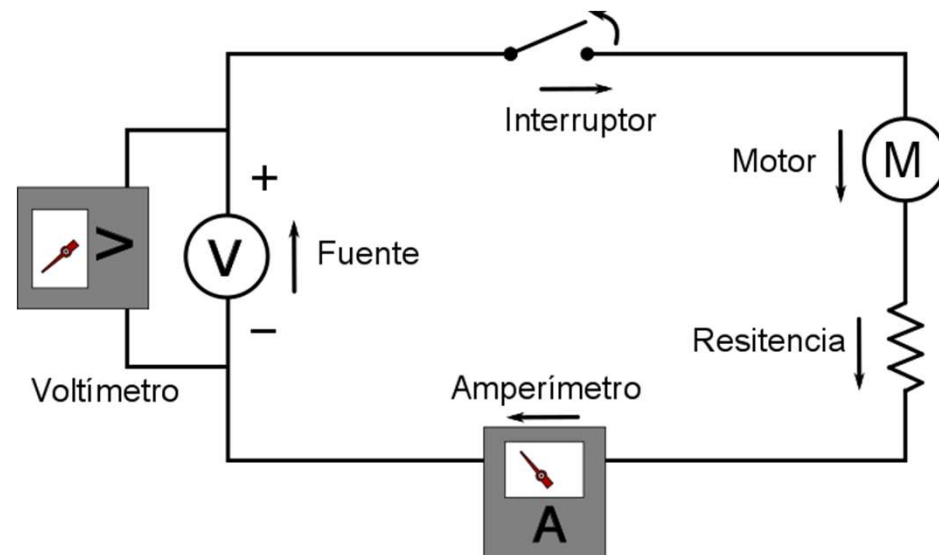 Interruptor
Motor
M
V
+
V
Fuente
–
Resitencia
Voltímetro
Amperímetro
A